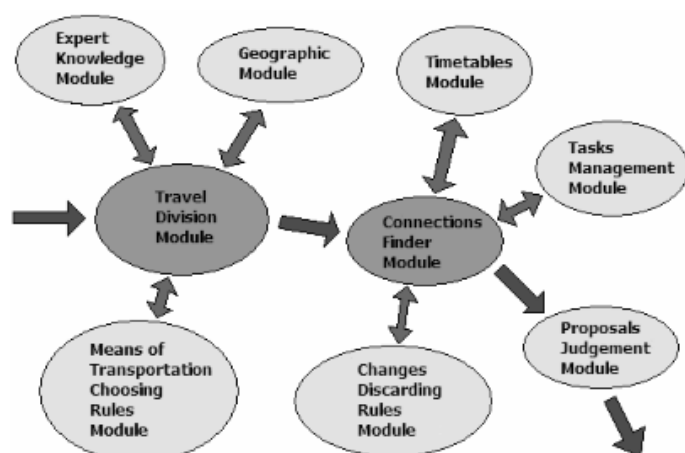 Expert
Knowledge
Module
Geographic
Module
Timetables
Module
Tasks
Management
Module
Travel
Division
Module
Connections
Finder
Module
Means of
Transportation
Choosing
Rules
Module
Changes
Discarding
Rules
Module
Proposals
Judgement
Module